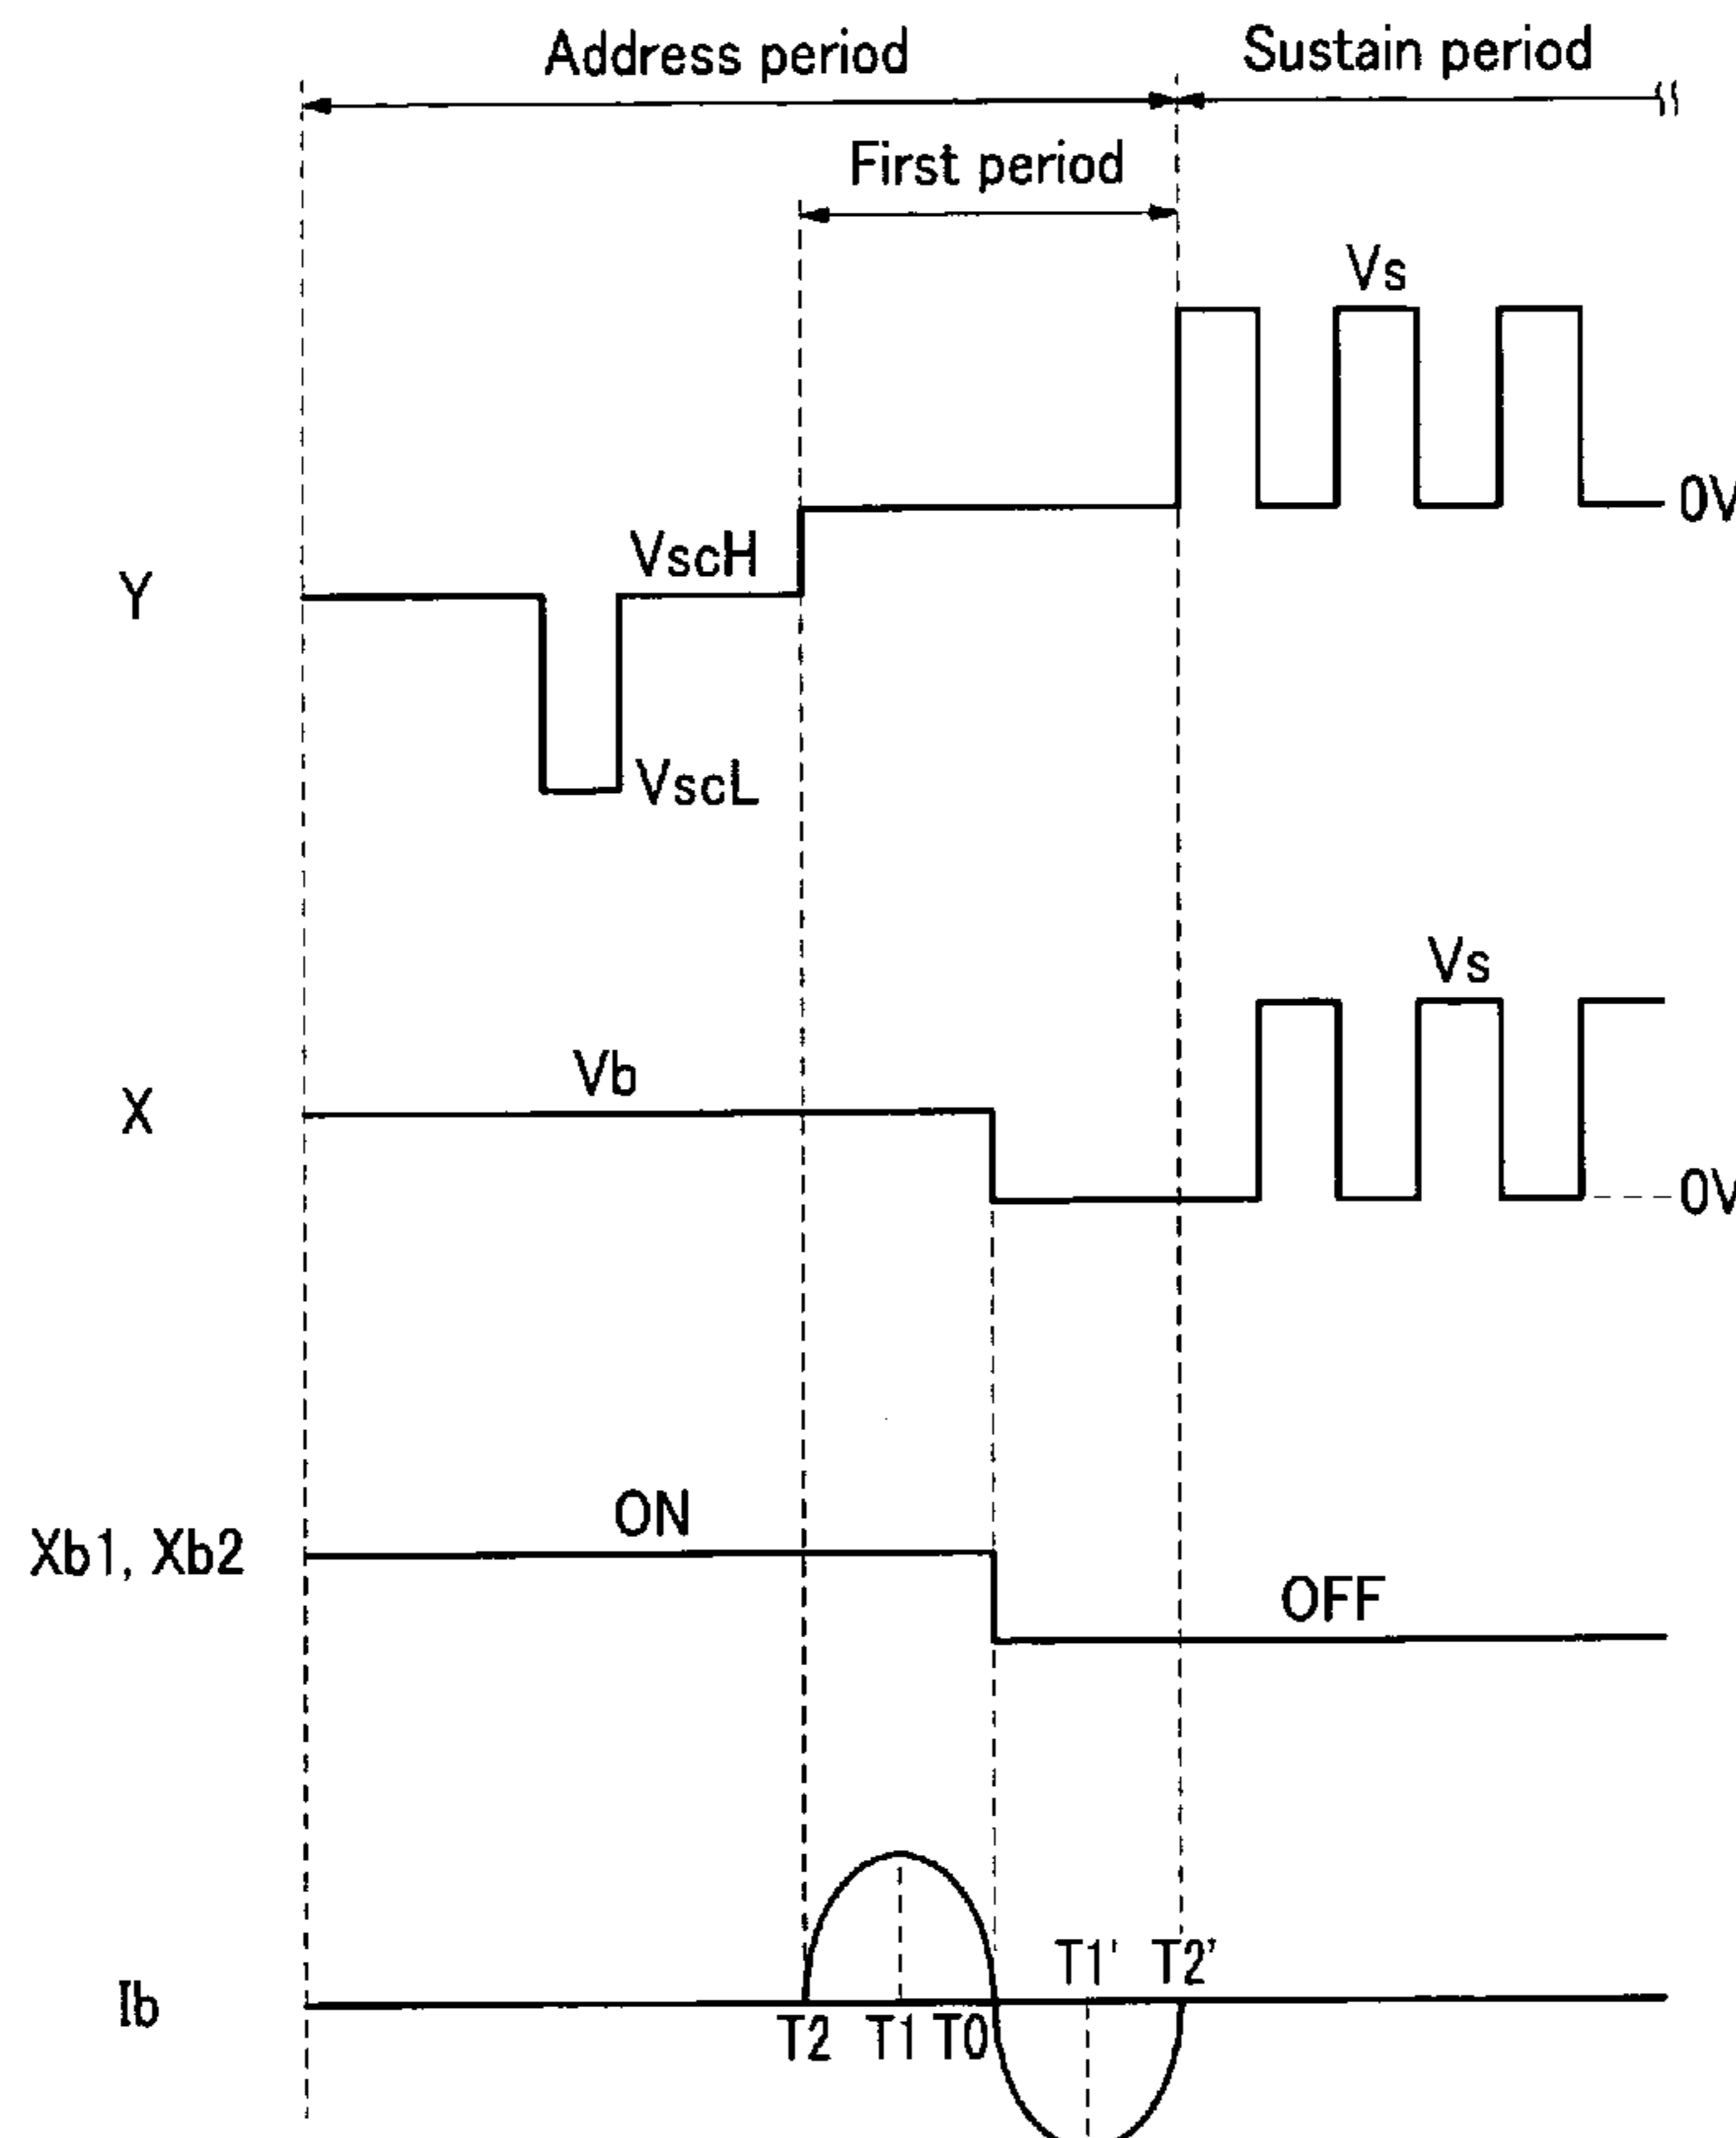 Address period
Sustain period
First period
Vs
0V
VscH
Y
VscL
Vs
Vb
X
0V
ON
Xb1, Xb2
OFF
T1' T2'
Ib
T2 T1 T0